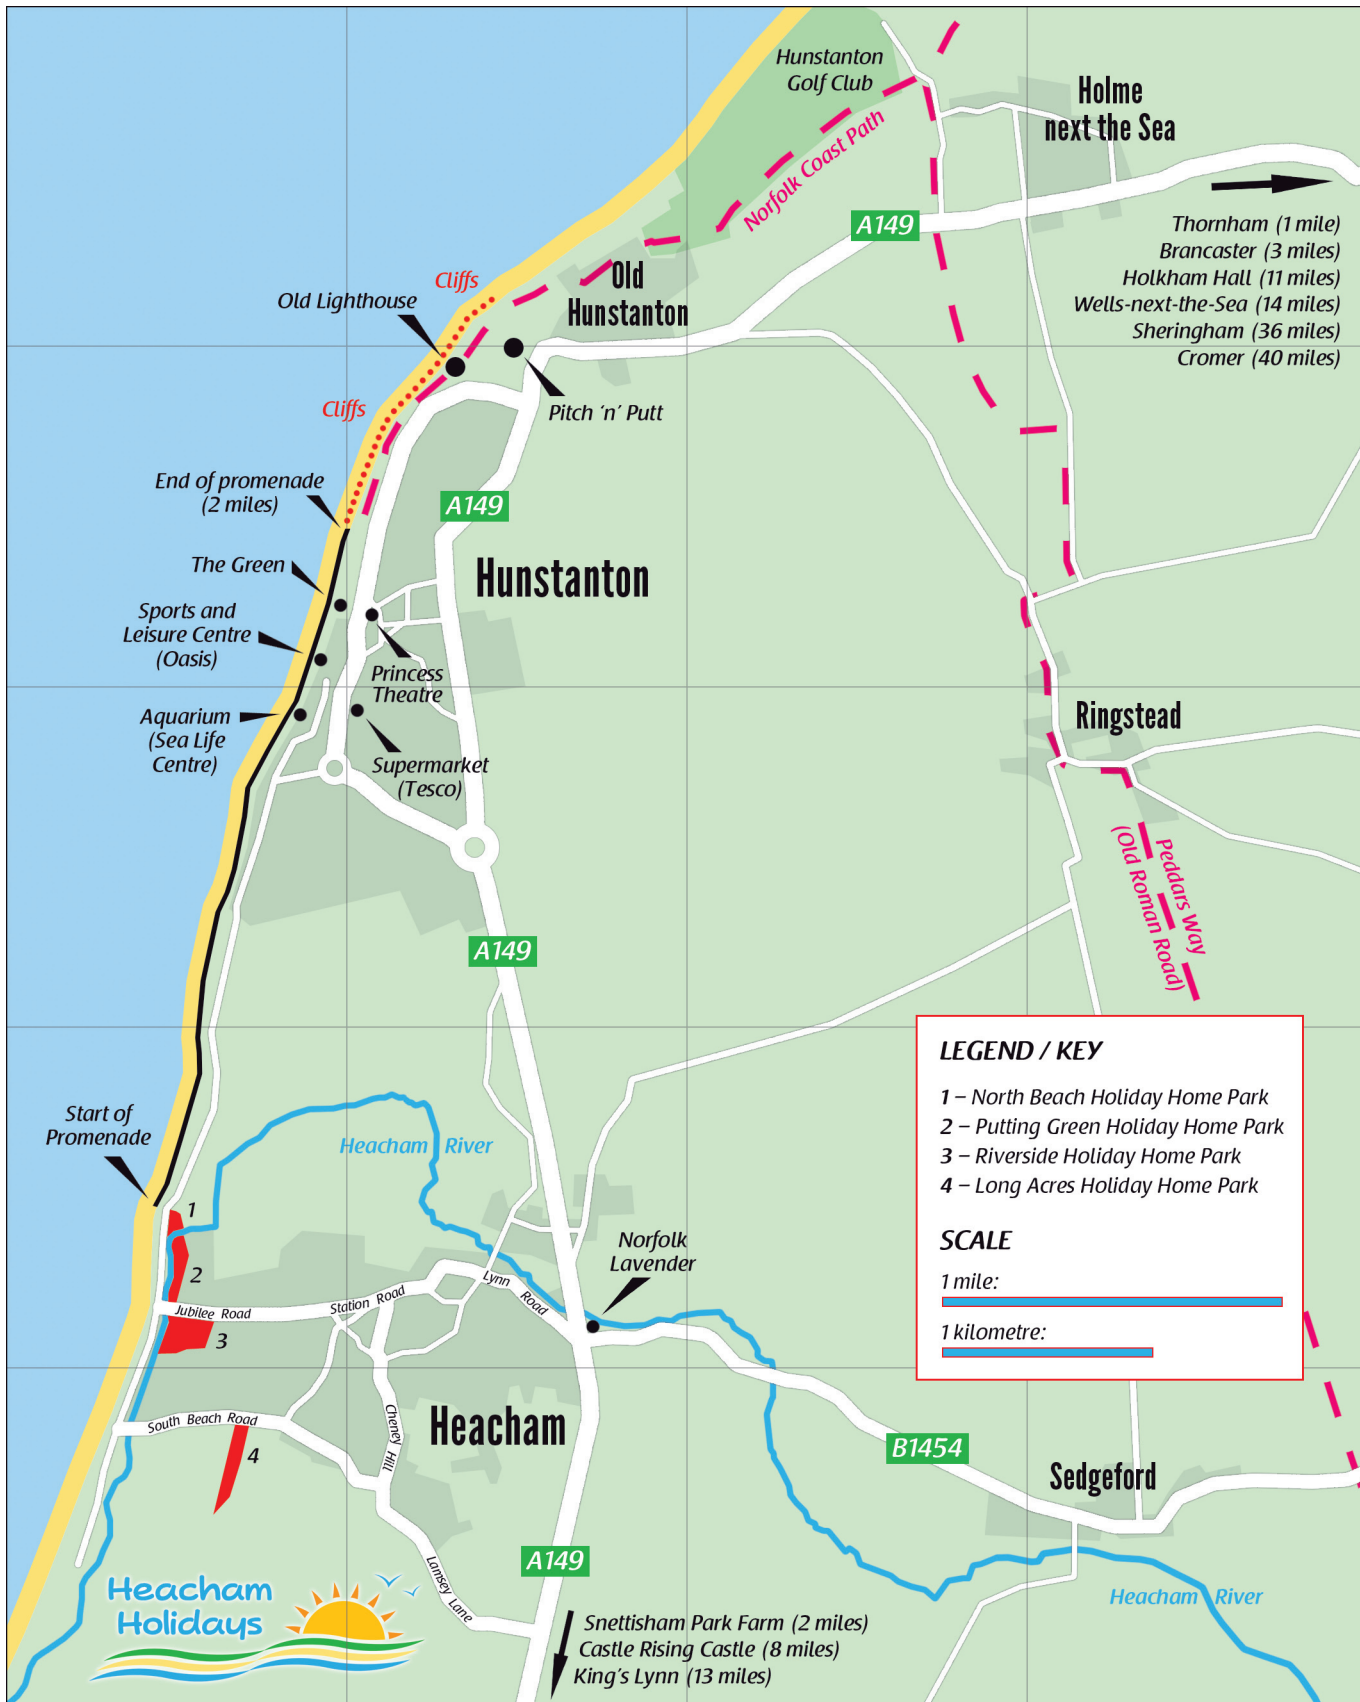 Hunstanton
Golf Club
Holme
next the Sea
Norfolk Coast Path
A149
Thornham (1 mile)
Brancaster (3 miles)
Holkham Hall (11 miles)
Wells-next-the-Sea (14 miles)
Sheringham (36 miles)
Cromer (40 miles)
Cliffs
Old Lighthouse
Old
Hunstanton
Cliffs
Pitch ‘n’ Putt
End of promenade
(2 miles)
A149
The Green
Hunstanton
Sports and
Leisure Centre
(Oasis)
Princess
Theatre
Aquarium
(Sea Life
Centre)
Supermarket
(Tesco)
Ringstead
Peddars Way
(Old Roman Road)
A149
LEGEND / KEY
1 – North Beach Holiday Home Park
2 – Putting Green Holiday Home Park
3 – Riverside Holiday Home Park
4 – Long Acres Holiday Home Park
SCALE
1 mile:
1 kilometre:
Start of
Promenade
Heacham River
1
2
3
4
Norfolk
Lavender
Lynn Road
Station Road
Jubilee Road
South Beach Road
Cheney Hill
Heacham
B1454
Sedgeford
Lamsey Lane
A149
Heacham River
Heacham
Holidays
Snettisham Park Farm (2 miles)
Castle Rising Castle (8 miles)
King’s Lynn (13 miles)